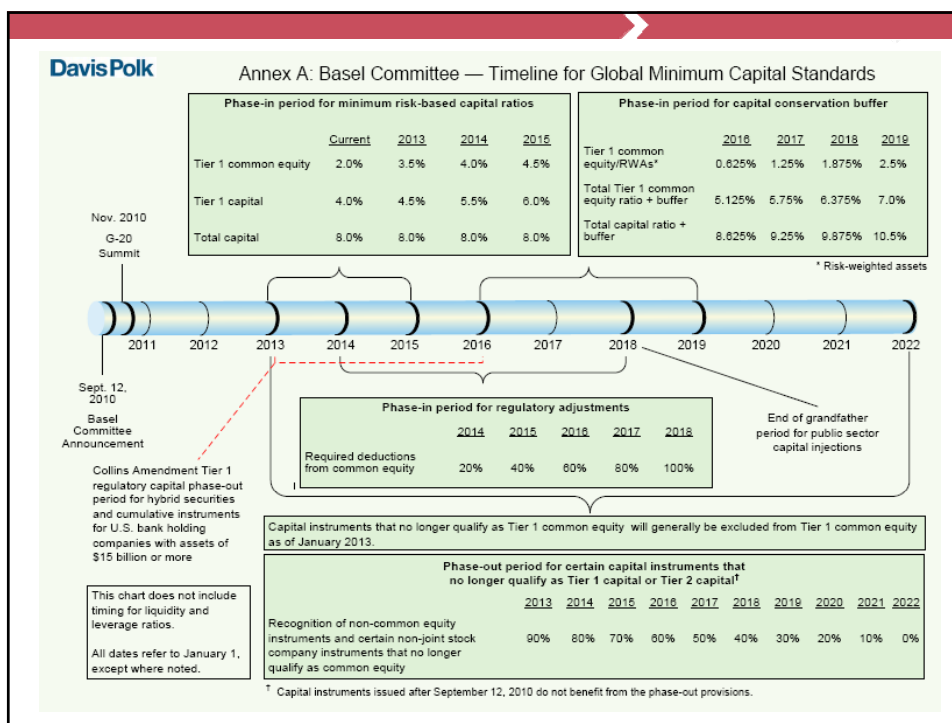 DavisPolk
Annex A: Basel Committee — Timeline for Global Minimum Capital Standards
Phase-in period for minimum risk-based capital ratios
Current 2013 2014 2015
Tier 1 common equity 2.0% 3.5% 4.0% 4.5%
Tier 1 capital 4.0% 4.5% 5.5% 6.0%
Total capital 8.0% 8.0% 8.0% 8.0%
Phase-in period for capital conservation buffer
2016 2017 2018 2019
Tier 1 common
equity/RWAs* 0.625% 1.25% 1.875% 2.5%
Total Tier 1 common
equity ratio + buffer 5.125% 5.75% 6.375% 7.0%
Total capital ratio +
buffer 8.625% 9.25% 9.875% 10.5%
* Risk-weighted assets
Nov. 2010
G-20
Summit
2011 2012 2013 2014 2015 2016 2017 2018 2019 2020 2021 2022
Sept. 12,
2010
Basel
Committee
Announcement
Phase-in period for regulatory adjustments
2014 2015 2016 2017 2018
Required deductions
from common equity 20% 40% 60% 80% 100%
End of grandfather
period for public sector
capital injections
Collins Amendment Tier 1
regulatory capital phase-out
period for hybrid securities
and cumulative instruments
for U.S. bank holding
companies with assets of
$15 billion or more
Capital instruments that no longer qualify as Tier 1 common equity will generally be excluded from Tier 1 common equity
as of January 2013.
Phase-out period for certain capital instruments that
no longer qualify as Tier 1 capital or Tier 2 capital†
2013 2014 2015 2016 2017 2018 2019 2020 2021 2022
Recognition of non-common equity
instruments and certain non-joint stock 90% 80% 70% 60% 50% 40% 30% 20% 10% 0%
company instruments that no longer
qualify as common equity
This chart does not include
timing for liquidity and
leverage ratios.
All dates refer to January 1,
except where noted.
† Capital instruments issued after September 12, 2010 do not benefit from the phase-out provisions.